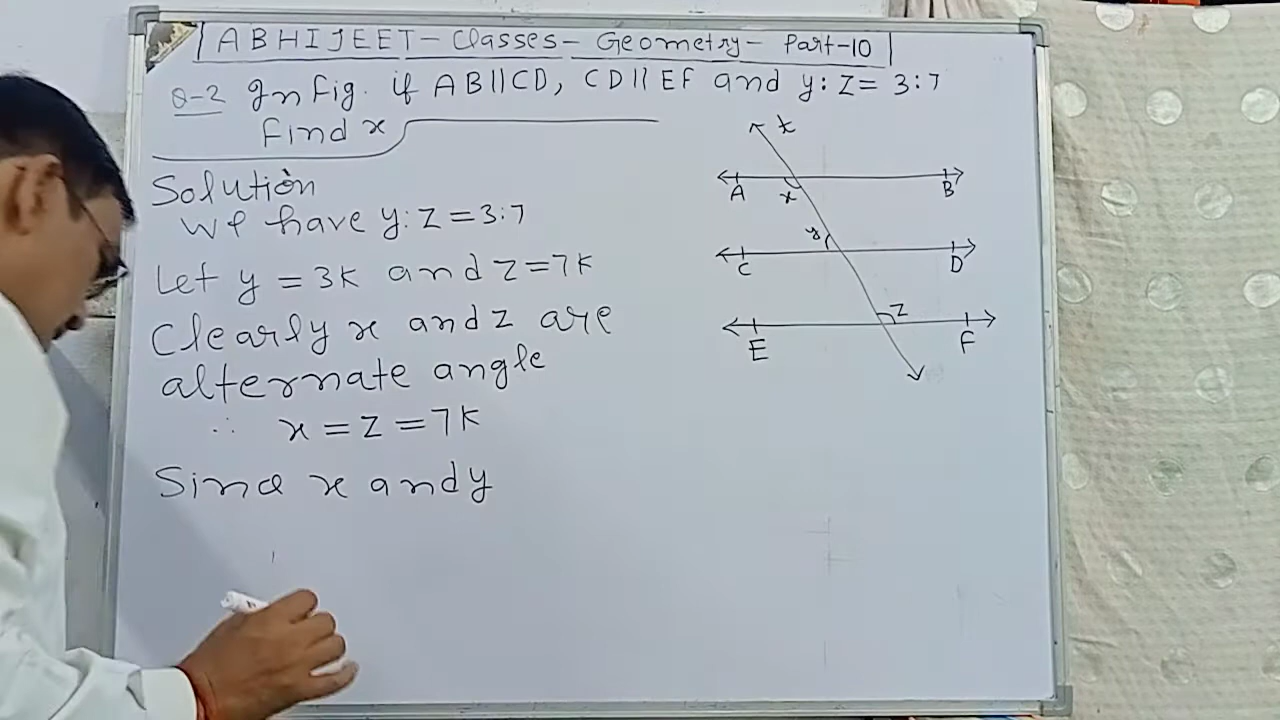 ABHIJEET-Classes-Geometry-Part-10
Q-2 In Fig. if AB||CD, CD||EF and y:z=3:7
Find x
Solution
We have y:z=3:7
Let y=3K and z=7K
Clearly x and z are
alternate angle
∴ x=z=7K
Since x and y
t
A
x
B
y
C
D
z
E
F